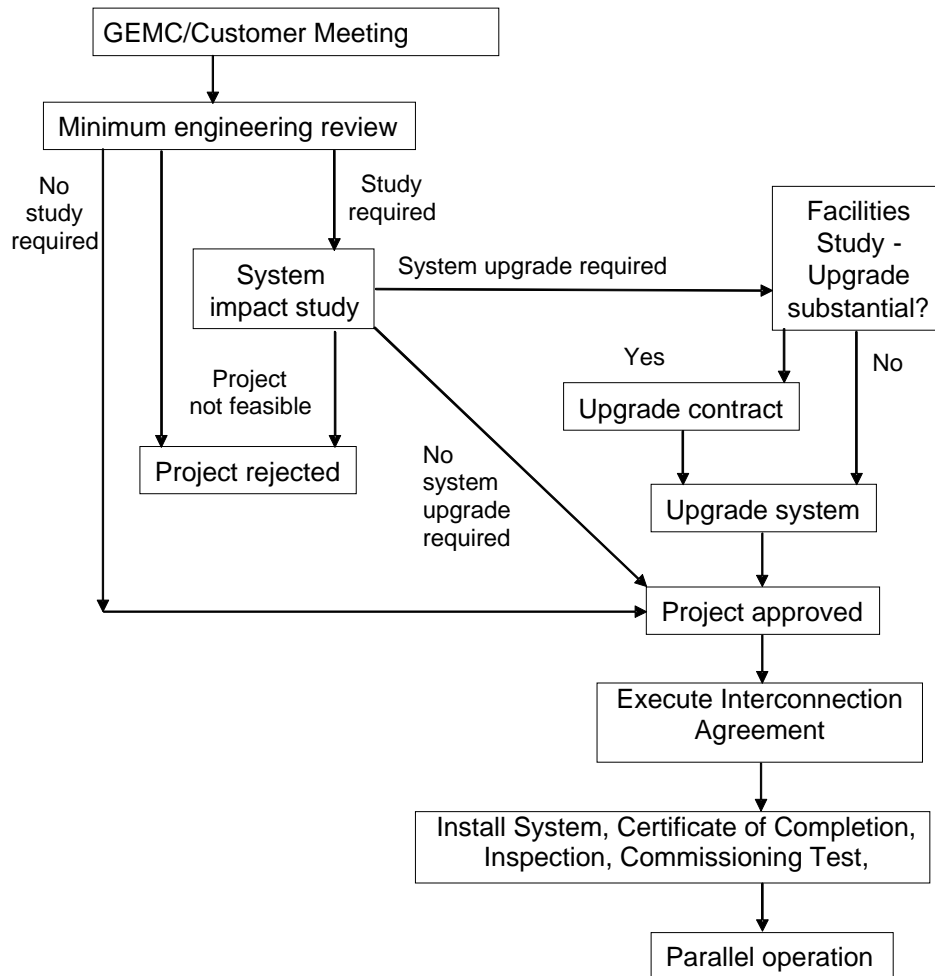 GEMC/Customer Meeting
Minimum engineering review
No
study
required
Study
required
Facilities
Study -
Upgrade
substantial?
System
impact study
System upgrade required
Yes
No
Project
not feasible
Upgrade contract
Project rejected
No
system
upgrade
required
Upgrade system
Project approved
Execute Interconnection
Agreement
Install System, Certificate of Completion,
Inspection, Commissioning Test,
Parallel operation